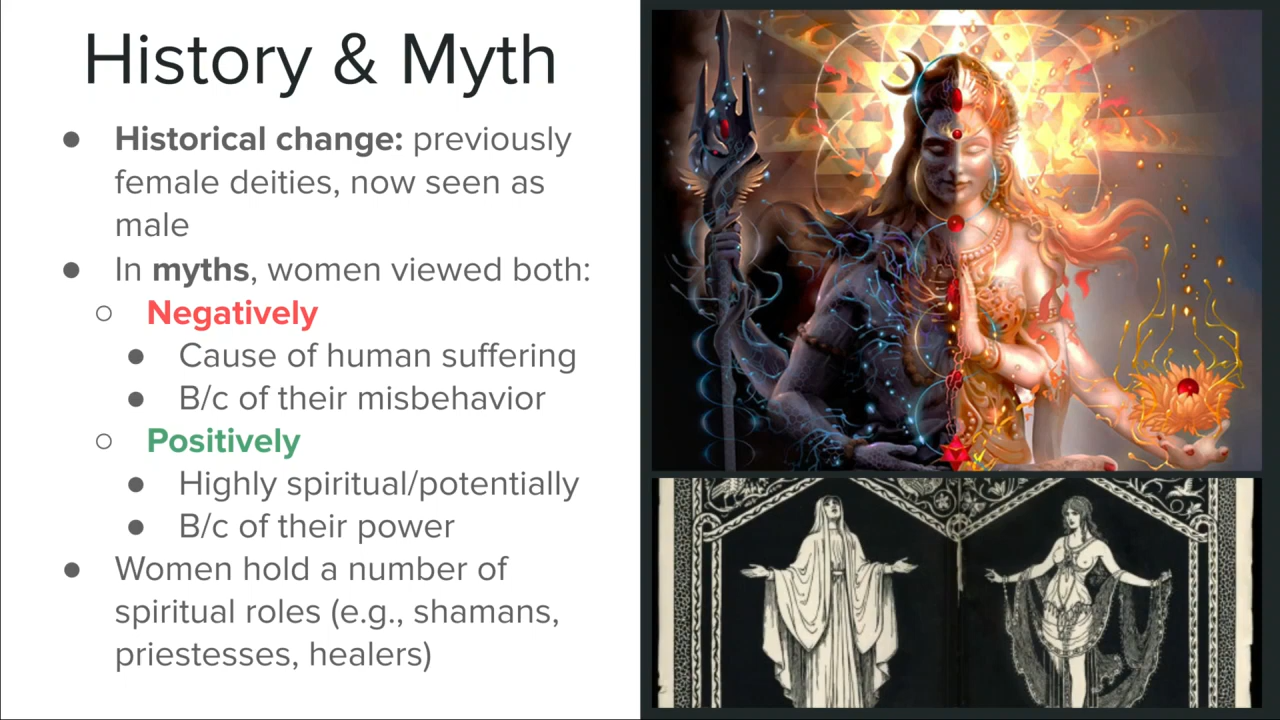 History & Myth
● Historical change: previously
female deities, now seen as
male
● In myths, women viewed both:
○ Negatively
● Cause of human suffering
● B/c of their misbehavior
○ Positively
● Highly spiritual/potentially
● B/c of their power
● Women hold a number of
spiritual roles (e.g., shamans,
priestesses, healers)